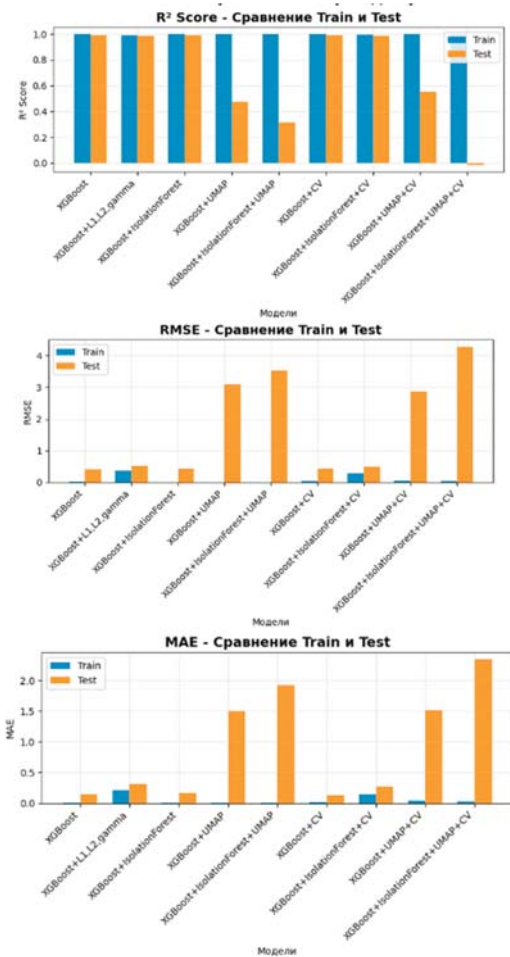 R² Score - Сравнение Train и Test
R² Score
1.0
0.8
0.6
0.4
0.2
0.0
Train
Test
XGBoost
XGBoost+L1,L2,gamma
XGBoost+IsolationForest
XGBoost+UMAP
XGBoost+IsolationForest+UMAP
XGBoost+CV
XGBoost+IsolationForest+CV
XGBoost+UMAP+CV
XGBoost+IsolationForest+UMAP+CV
Модели
RMSE - Сравнение Train и Test
RMSE
4
3
2
1
0
Train
Test
XGBoost
XGBoost+L1,L2,gamma
XGBoost+IsolationForest
XGBoost+UMAP
XGBoost+IsolationForest+UMAP
XGBoost+CV
XGBoost+IsolationForest+CV
XGBoost+UMAP+CV
XGBoost+IsolationForest+UMAP+CV
Модели
MAE - Сравнение Train и Test
MAE
2.0
1.5
1.0
0.5
0.0
Train
Test
XGBoost
XGBoost+L1,L2,gamma
XGBoost+IsolationForest
XGBoost+UMAP
XGBoost+IsolationForest+UMAP
XGBoost+CV
XGBoost+IsolationForest+CV
XGBoost+UMAP+CV
XGBoost+IsolationForest+UMAP+CV
Модели